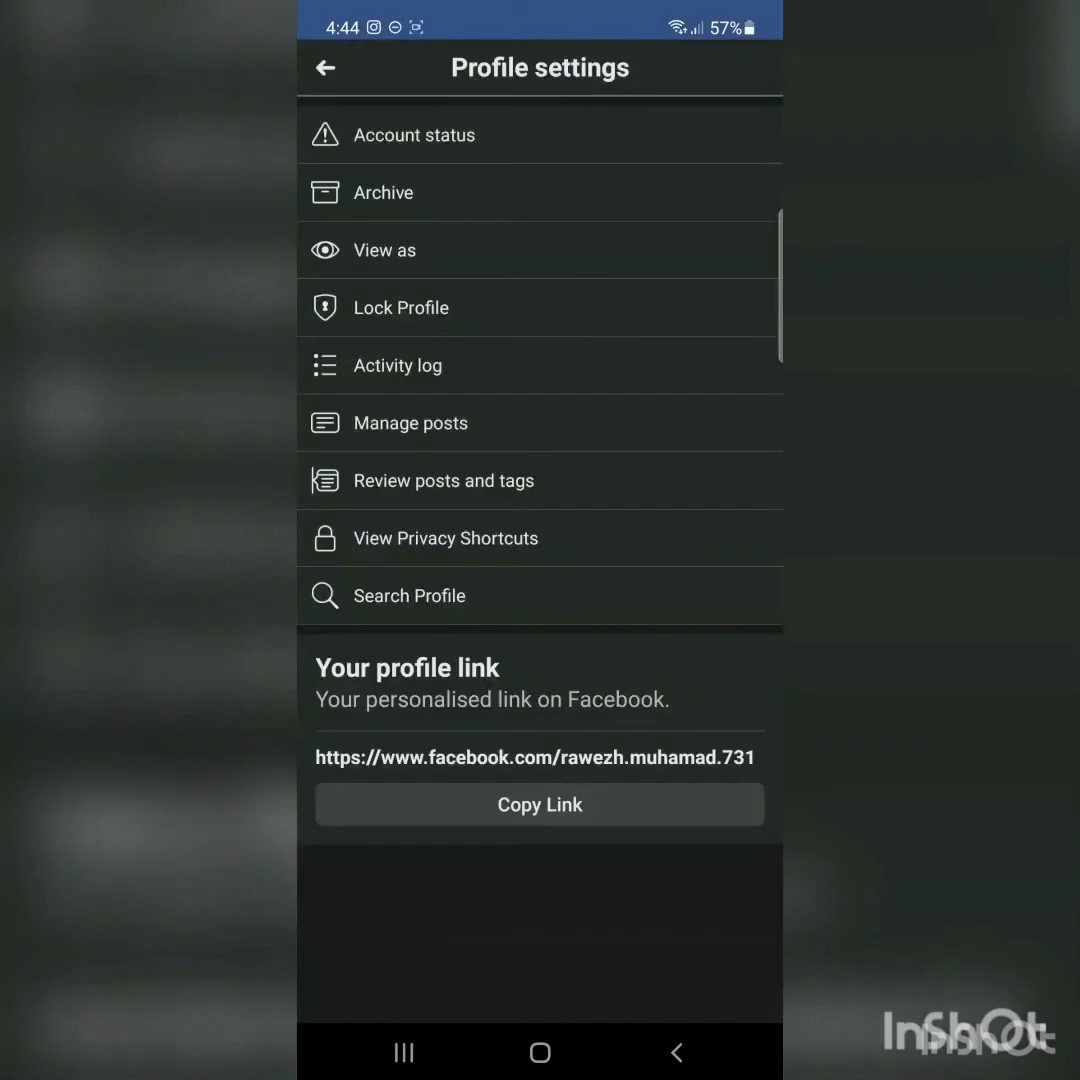 4:44
57%
Profile settings
Account status
Archive
View as
Lock Profile
Activity log
Manage posts
Review posts and tags
View Privacy Shortcuts
Search Profile
Your profile link
Your personalised link on Facebook.
https://www.facebook.com/rawezh.muhamad.731
Copy Link
InShOt